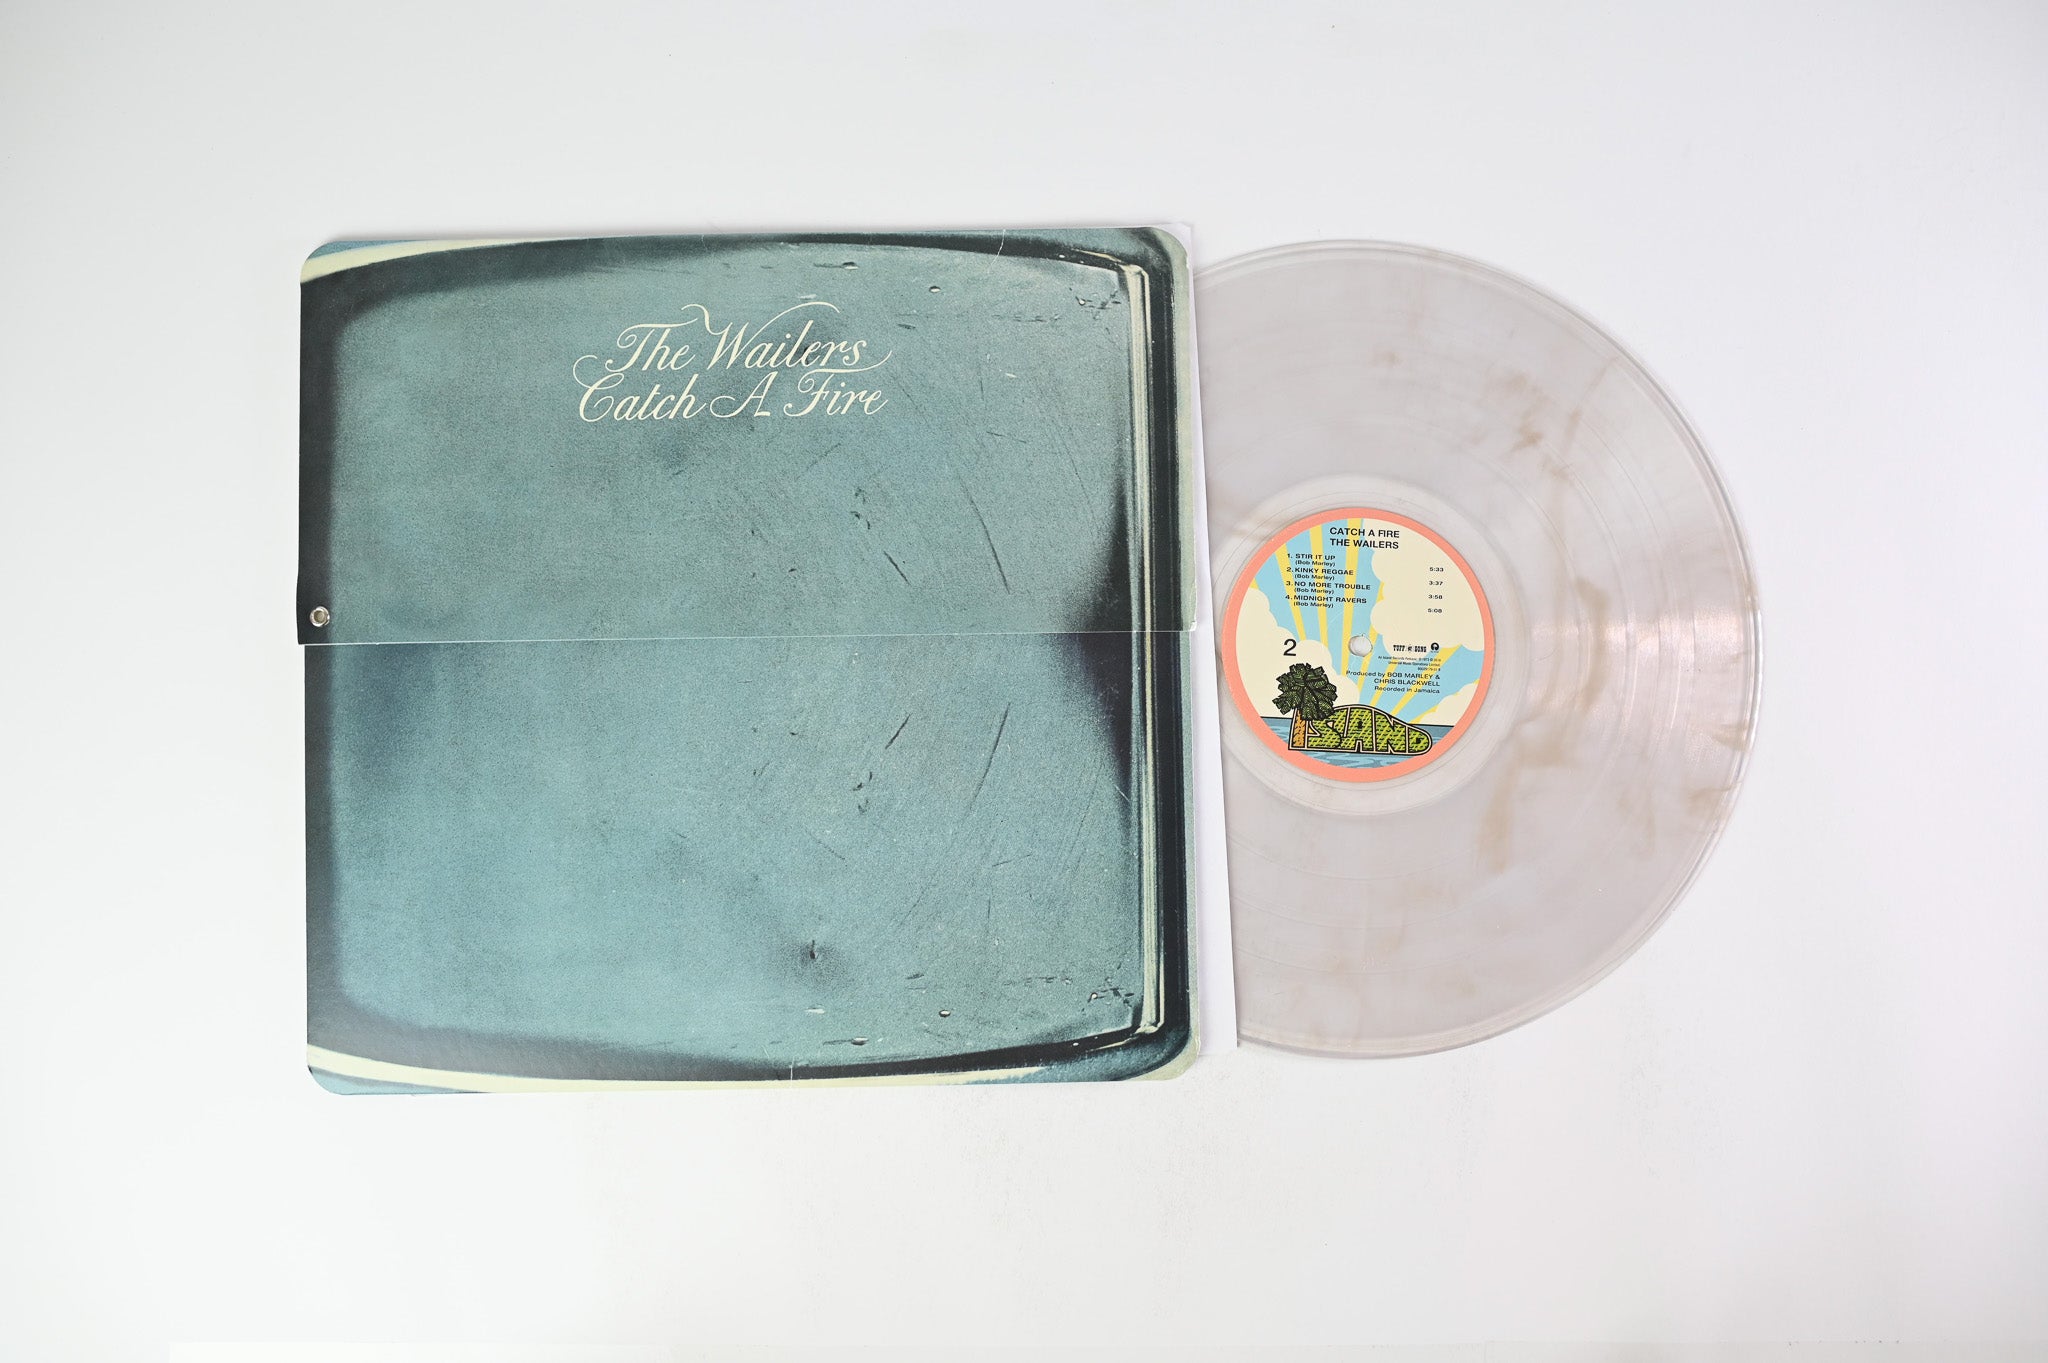 The Wailers
Catch A Fire
CATCH A FIRE
THE WAILERS
1. STIR IT UP
(Bob Marley) 5:33
2. KINKY REGGAE
(Bob Marley) 3:37
3. NO MORE TROUBLE
(Bob Marley) 3:58
4. MIDNIGHT RAVERS
(Bob Marley) 5:08
2
TUFF GONG
Produced by BOB MARLEY &
CHRIS BLACKWELL
Recorded in Jamaica
ISLAND